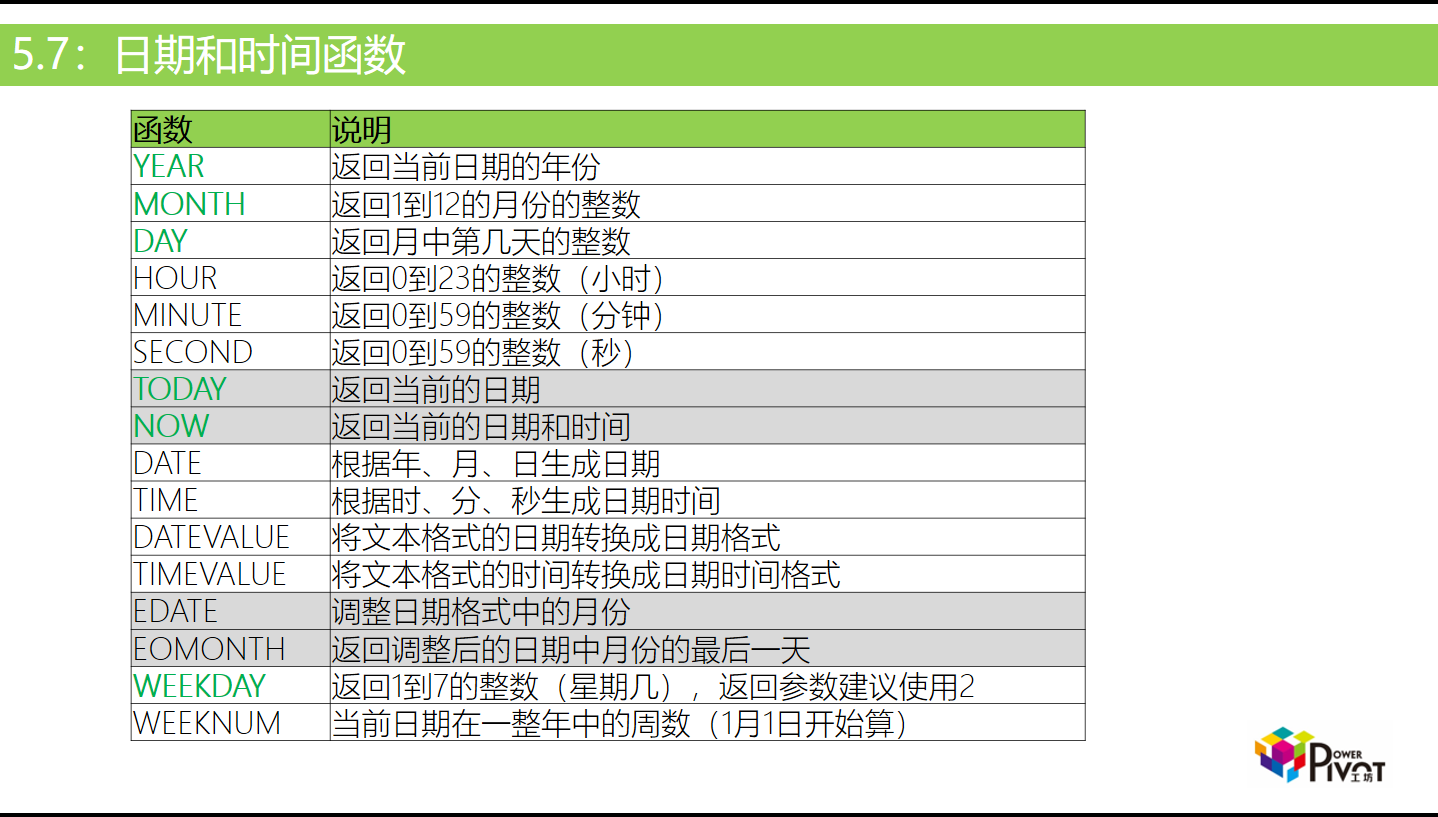 5.7：日期和时间函数
函数 说明
YEAR 返回当前日期的年份
MONTH 返回1到12的月份的整数
DAY 返回月中第几天的整数
HOUR 返回0到23的整数（小时）
MINUTE 返回0到59的整数（分钟）
SECOND 返回0到59的整数（秒）
TODAY 返回当前的日期
NOW 返回当前的日期和时间
DATE 根据年、月、日生成日期
TIME 根据时、分、秒生成日期时间
DATEVALUE 将文本格式的日期转换成日期格式
TIMEVALUE 将文本格式的时间转换成日期时间格式
EDATE 调整日期格式中的月份
EOMONTH 返回调整后的日期中月份的最后一天
WEEKDAY 返回1到7的整数（星期几），返回参数建议使用2
WEEKNUM 当前日期在一整年中的周数（1月1日开始算）
POWER
PIVOT
工坊